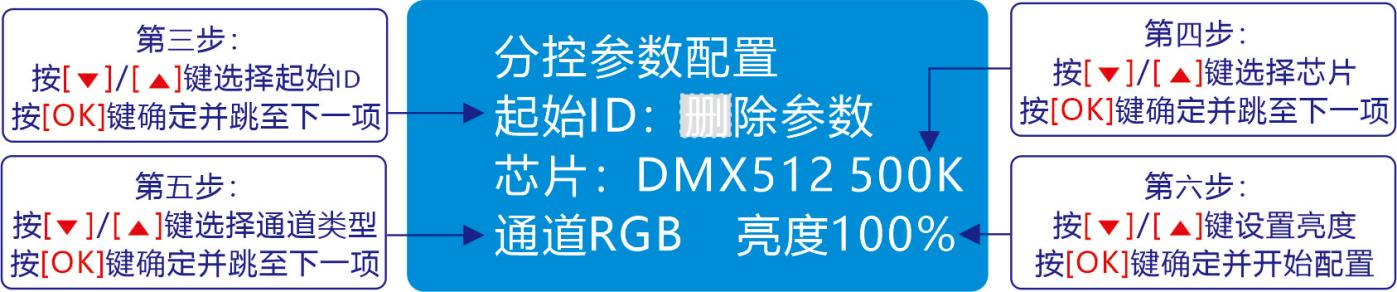 第三步：
按[▼]/[▲]键选择起始ID
按[OK]键确定并跳至下一项
第五步：
按[▼]/[▲]键选择通道类型
按[OK]键确定并跳至下一项
分控参数配置
起始ID：删除参数
芯片：DMX512 500K
通道RGB 亮度100%
第四步：
按[▼]/[▲]键选择芯片
按[OK]键确定并跳至下一项
第六步：
按[▼]/[▲]键设置亮度
按[OK]键确定并开始配置